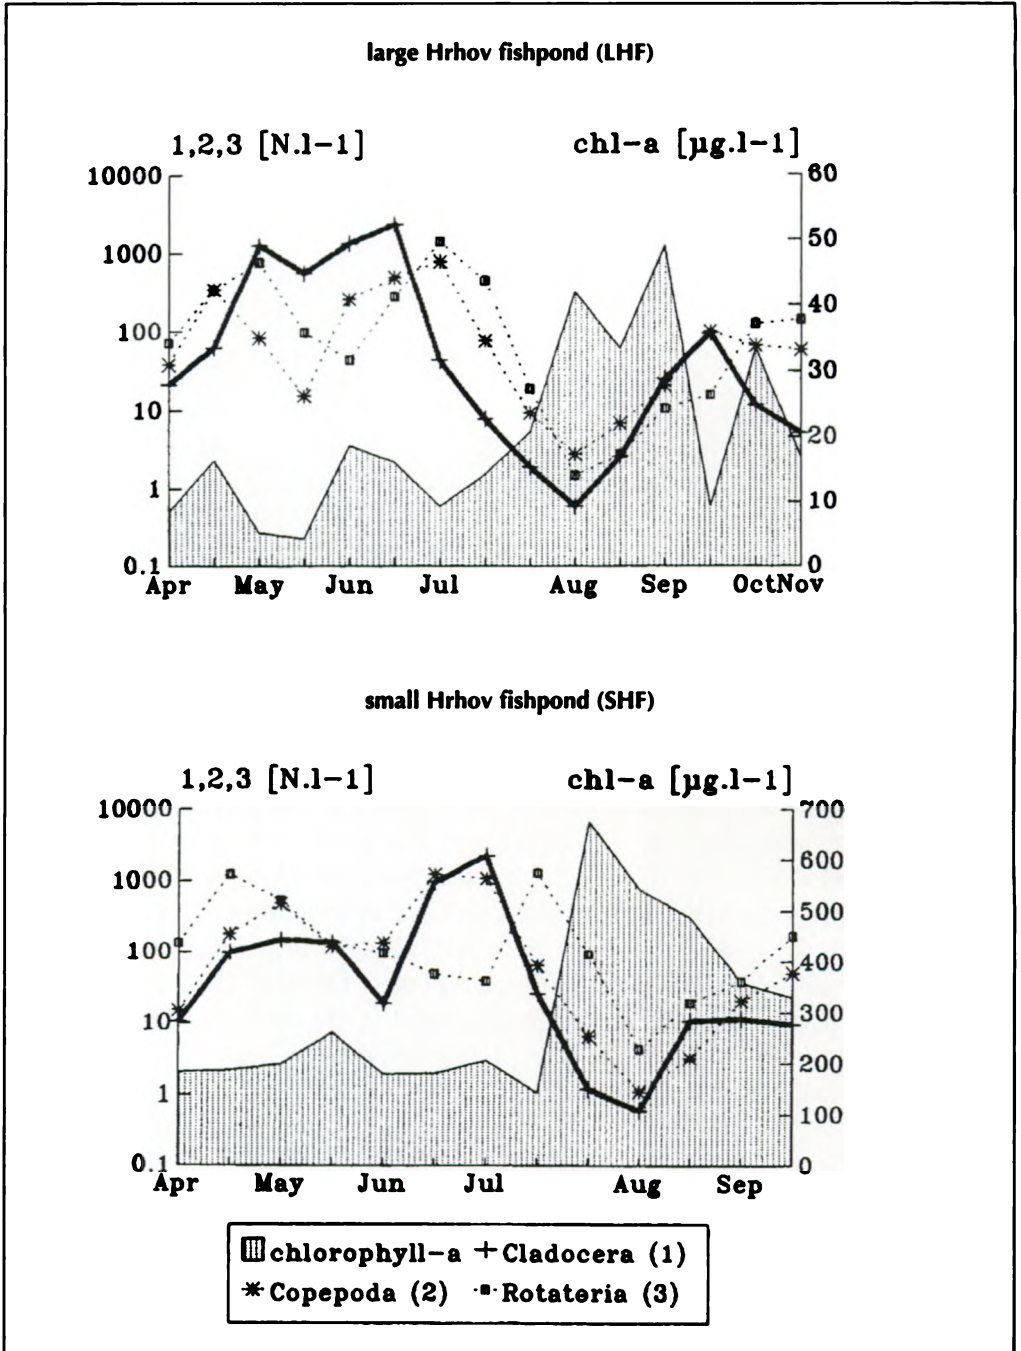 large Hrhov fishpond (LHF)
1,2,3 [N.l-1] chl-a [µg.l-1]
10000 60
1000 50
100 40
10 30
1 20
0.1 10
0
Apr May Jun Jul Aug Sep Oct Nov
small Hrhov fishpond (SHF)
1,2,3 [N.l-1] chl-a [µg.l-1]
10000 700
1000 600
100 500
10 400
1 300
0.1 200
100
0
Apr May Jun Jul Aug Sep
chlorophyll-a Cladocera (1)
Copepoda (2) Rotateria (3)